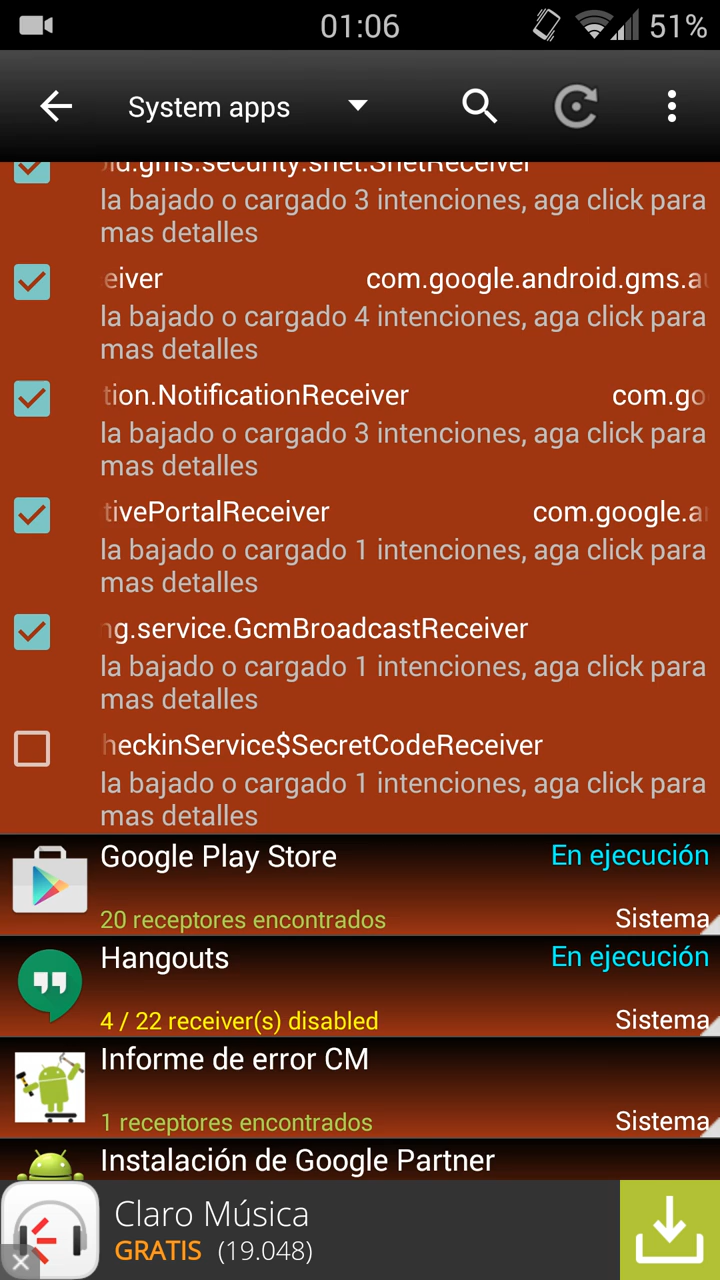 01:06
51%
System apps
id.gms.security.snet.SnetReceiver
la bajado o cargado 3 intenciones, aga click para
mas detalles
eiver com.google.android.gms.au
la bajado o cargado 4 intenciones, aga click para
mas detalles
tion.NotificationReceiver com.go
la bajado o cargado 3 intenciones, aga click para
mas detalles
tivePortalReceiver com.google.a
la bajado o cargado 1 intenciones, aga click para
mas detalles
ng.service.GcmBroadcastReceiver
la bajado o cargado 1 intenciones, aga click para
mas detalles
heckinService$SecretCodeReceiver
la bajado o cargado 1 intenciones, aga click para
mas detalles
Google Play Store En ejecución
20 receptores encontrados Sistema
Hangouts En ejecución
4 / 22 receiver(s) disabled Sistema
Informe de error CM
1 receptores encontrados Sistema
Instalación de Google Partner
Claro Música
GRATIS (19.048)